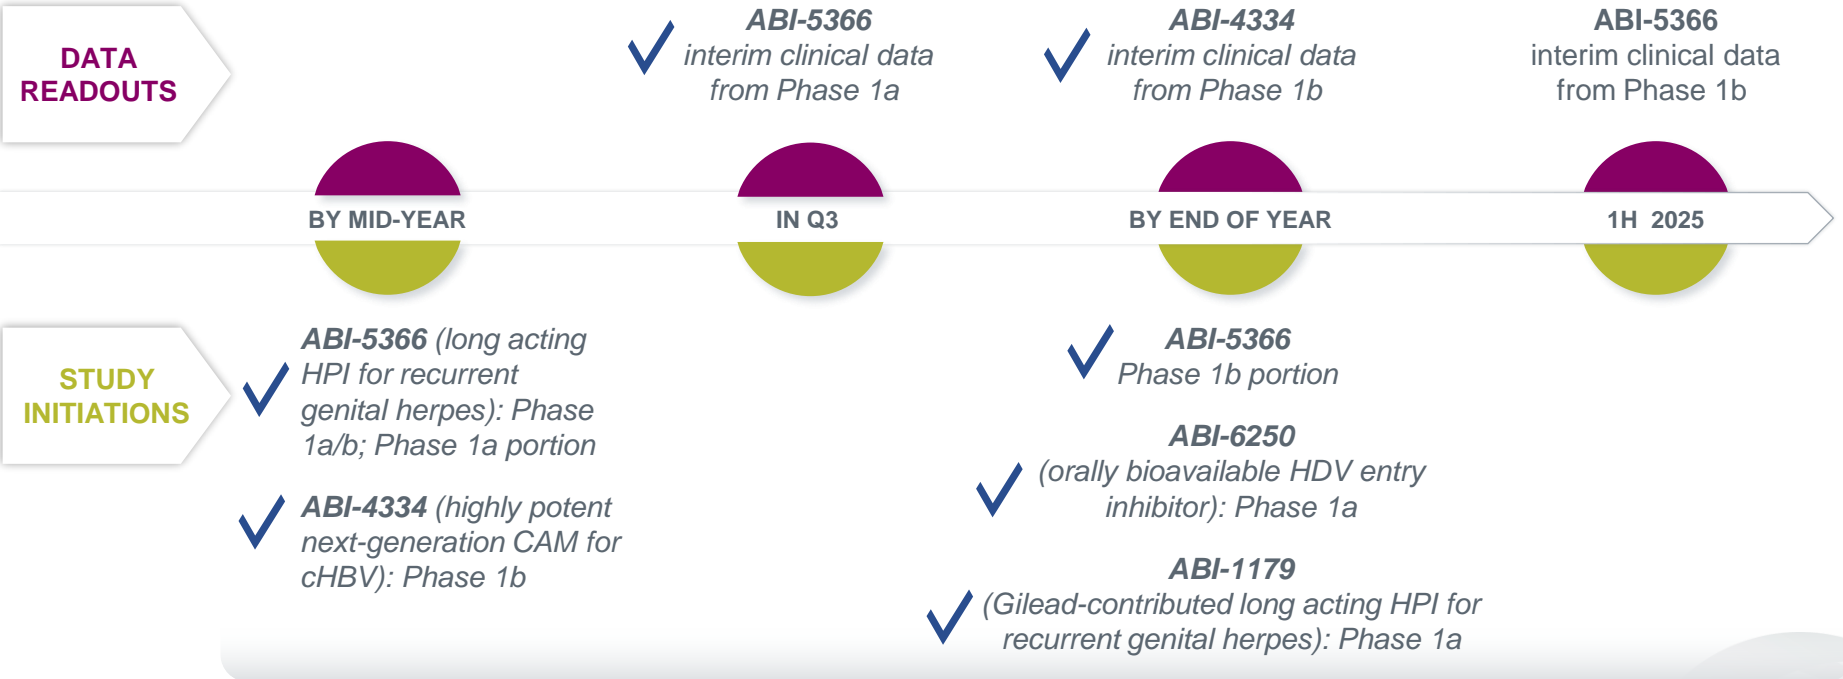 DATA
READOUTS
ABI-5366
interim clinical data
from Phase 1a
ABI-4334
interim clinical data
from Phase 1b
ABI-5366
interim clinical data
from Phase 1b
BY MID-YEAR
IN Q3
BY END OF YEAR
1H 2025
STUDY
INITIATIONS
ABI-5366 (long acting
HPI for recurrent
genital herpes): Phase
1a/b; Phase 1a portion
ABI-4334 (highly potent
next-generation CAM for
cHBV): Phase 1b
ABI-5366
Phase 1b portion
ABI-6250
(orally bioavailable HDV entry
inhibitor): Phase 1a
ABI-1179
(Gilead-contributed long acting HPI for
recurrent genital herpes): Phase 1a